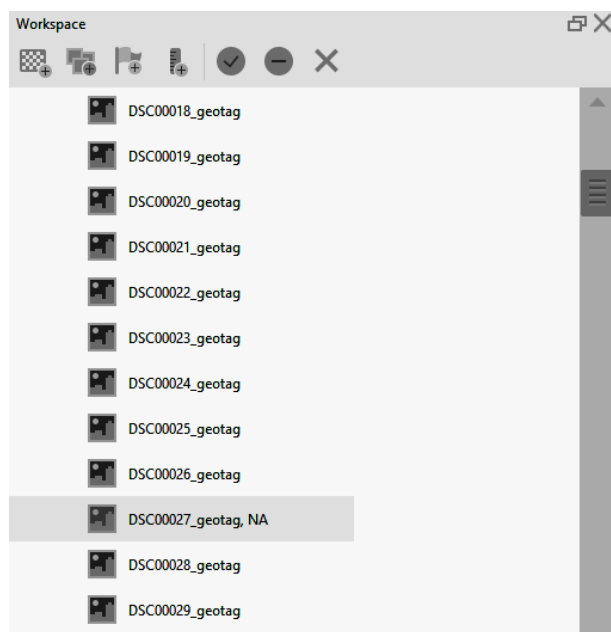 Workspace
DSC00018_geotag
DSC00019_geotag
DSC00020_geotag
DSC00021_geotag
DSC00022_geotag
DSC00023_geotag
DSC00024_geotag
DSC00025_geotag
DSC00026_geotag
DSC00027_geotag, NA
DSC00028_geotag
DSC00029_geotag